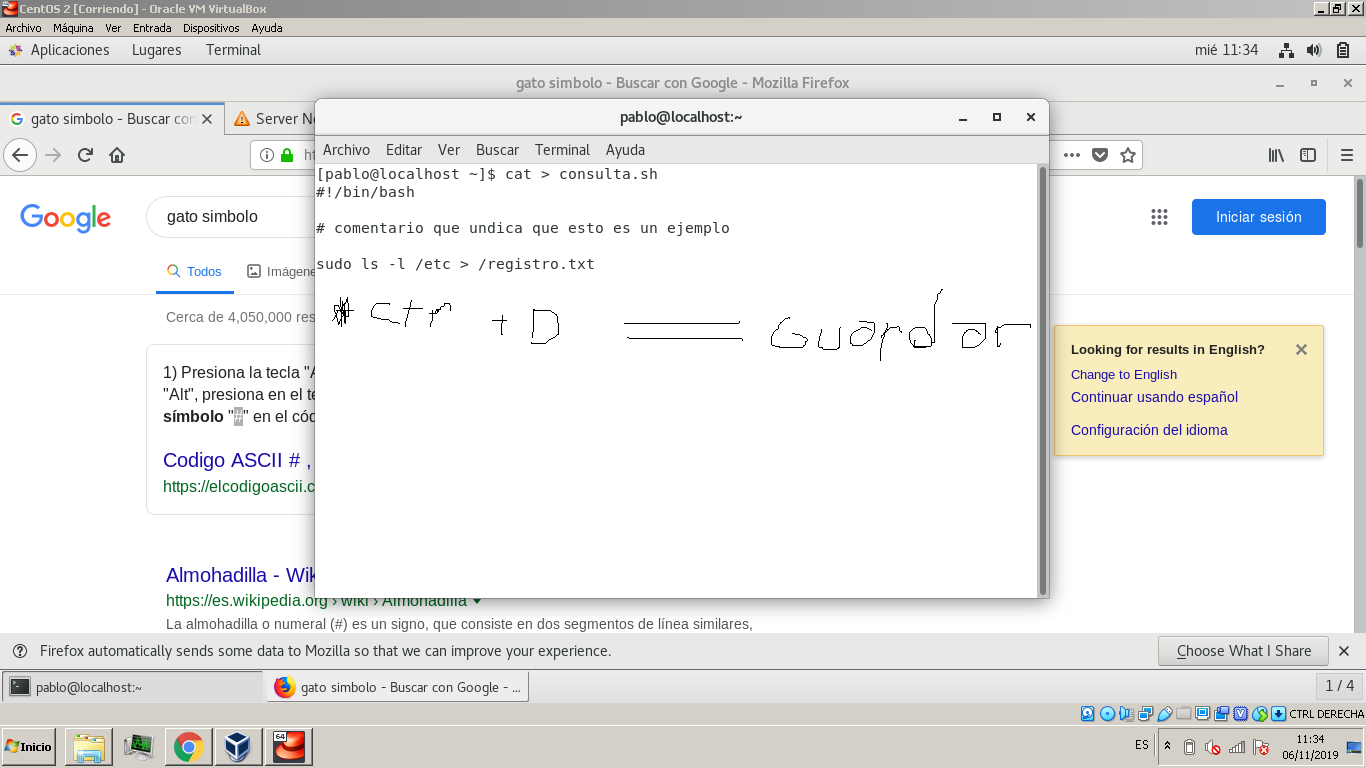 CentOS 2 [Corriendo] - Oracle VM VirtualBox
Archivo Máquina Ver Entrada Dispositivos Ayuda
Aplicaciones Lugares Terminal mié 11:34
gato simbolo - Buscar con Google - Mozilla Firefox
gato simbolo - Buscar con
Server N
pablo@localhost:~
Archivo Editar Ver Buscar Terminal Ayuda
[pablo@localhost ~]$ cat > consulta.sh
#!/bin/bash
# comentario que undica que esto es un ejemplo
sudo ls -l /etc > /registro.txt
# Ctr + D = Guardar
Google
gato simbolo
Iniciar sesión
Todos Imágene
Cerca de 4,050,000 res
1) Presiona la tecla "A
"Alt", presiona en el te
símbolo "#" en el cód
Codigo ASCII # ,
https://elcodigoascii.c
Looking for results in English?
Change to English
Continuar usando español
Configuración del idioma
Almohadilla - Wik
https://es.wikipedia.org › wiki › Almohadilla
La almohadilla o numeral (#) es un signo, que consiste en dos segmentos de línea similares,
Firefox automatically sends some data to Mozilla so that we can improve your experience. Choose What I Share
pablo@localhost:~ gato simbolo - Buscar con Google - ... 1 / 4
CTRL DERECHA
Inicio 64 ES 11:34
06/11/2019